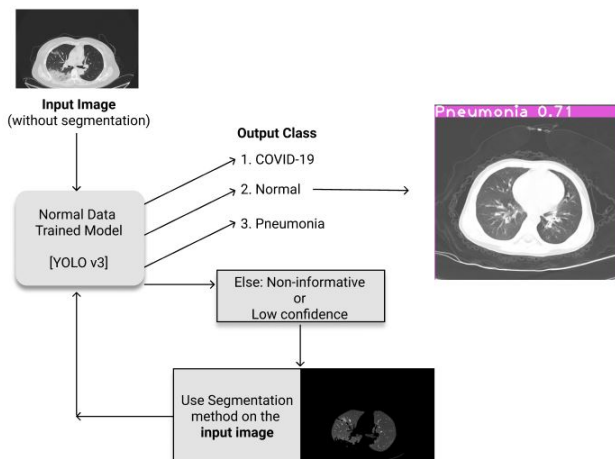 Input Image
(without segmentation)
Output Class
1. COVID-19
2. Normal
3. Pneumonia
Pneumonia 0.71
Normal Data
Trained Model
[YOLO v3]
Else: Non-informative
or
Low confidence
Use Segmentation
method on the
input image